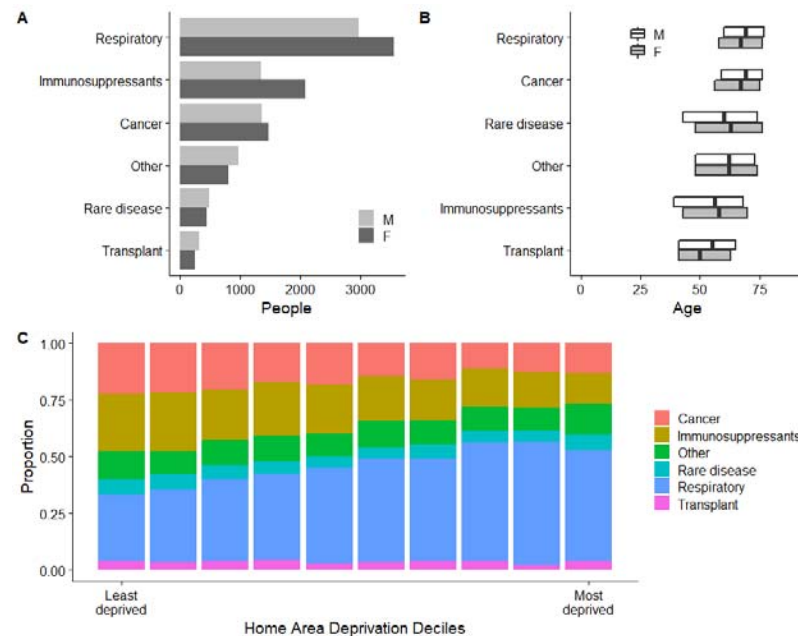 A
Respiratory
Immunosuppressants
Cancer
Other
Rare disease
Transplant
M
F
0 1000 2000 3000
People
B
M
F
Respiratory
Cancer
Rare disease
Other
Immunosuppressants
Transplant
0 25 50 75
Age
C
1.00
0.75
0.50
0.25
0.00
Proportion
Least
deprived
Most
deprived
Home Area Deprivation Deciles
Cancer
Immunosuppressants
Other
Rare disease
Respiratory
Transplant